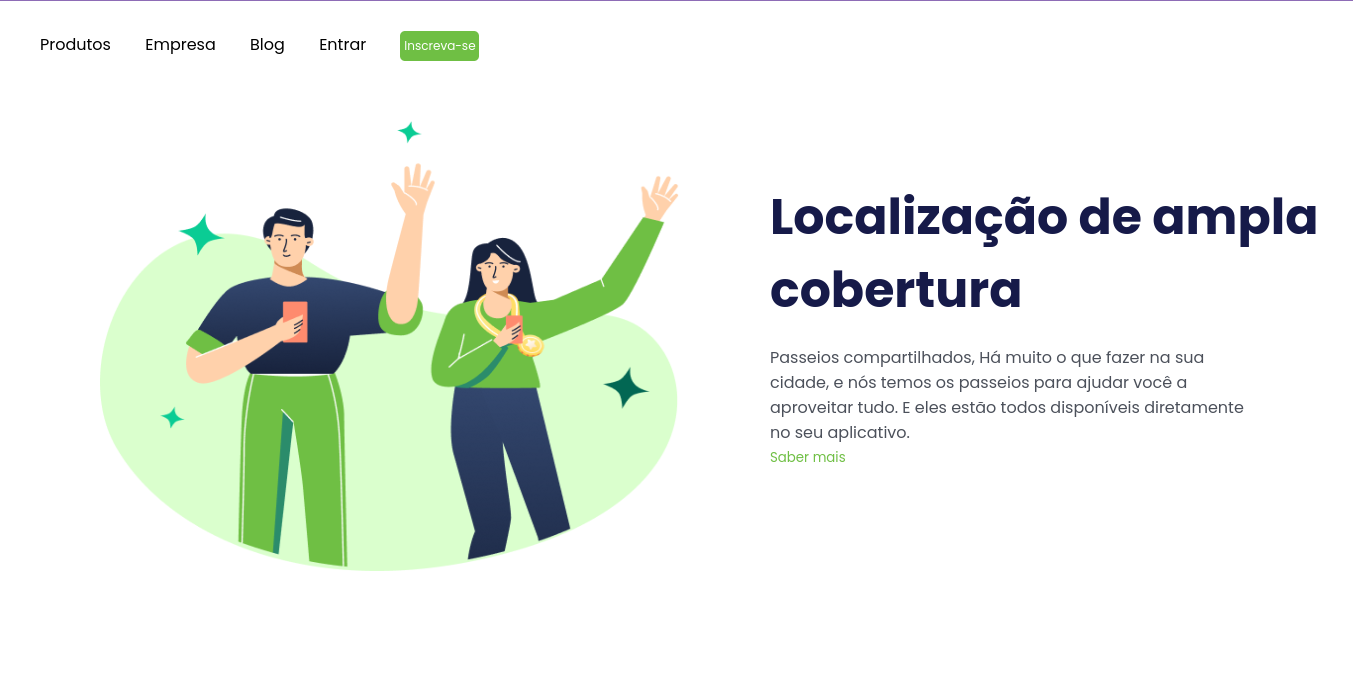 Produtos Empresa Blog Entrar Inscreva-se
Localização de ampla
cobertura
Passeios compartilhados, Há muito o que fazer na sua
cidade, e nós temos os passeios para ajudar você a
aproveitar tudo. E eles estão todos disponíveis diretamente
no seu aplicativo.
Saber mais